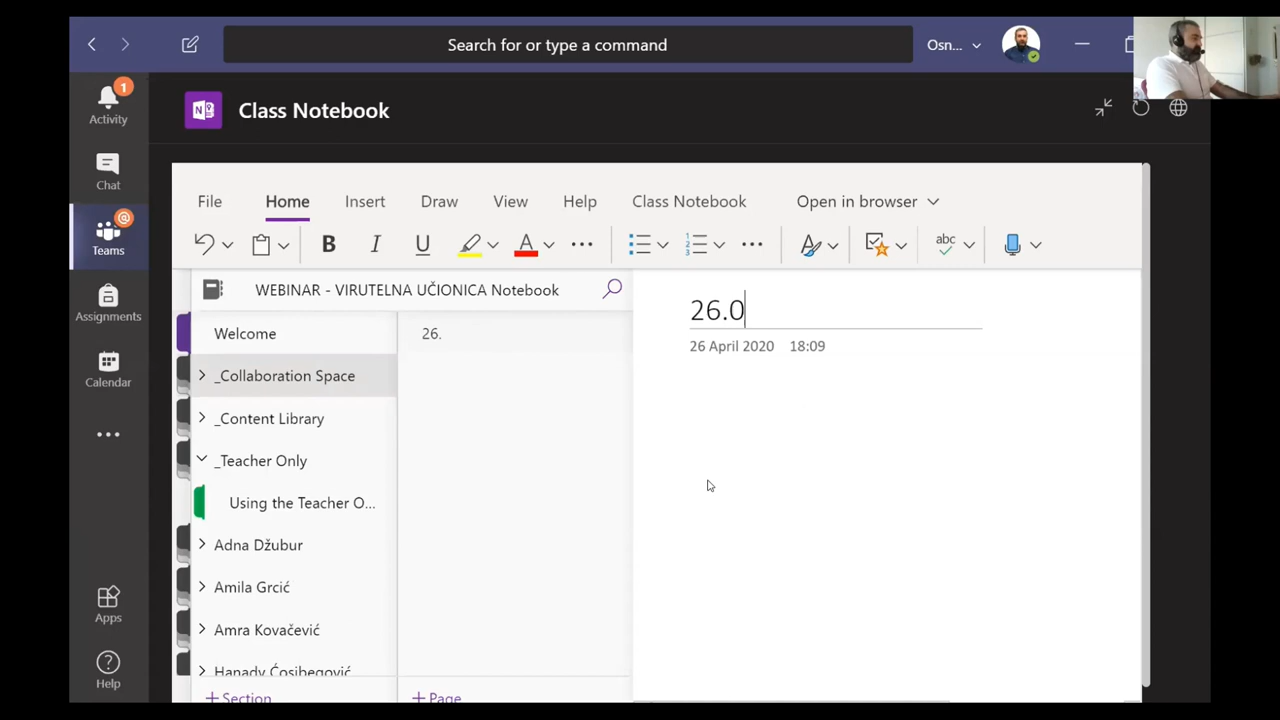 Search for or type a command
Osn...
1
Activity
Chat
@
Teams
Assignments
Calendar
Apps
Help
N
Class Notebook
File Home Insert Draw View Help Class Notebook Open in browser
B I U A abc
WEBINAR - VIRUTELNA UČIONICA Notebook
Welcome
_Collaboration Space
_Content Library
_Teacher Only
Using the Teacher O...
Adna Džubur
Amila Grcić
Amra Kovačević
Hanady Ćosibegović
+ Section
26.
+ Page
26.0
26 April 2020 18:09